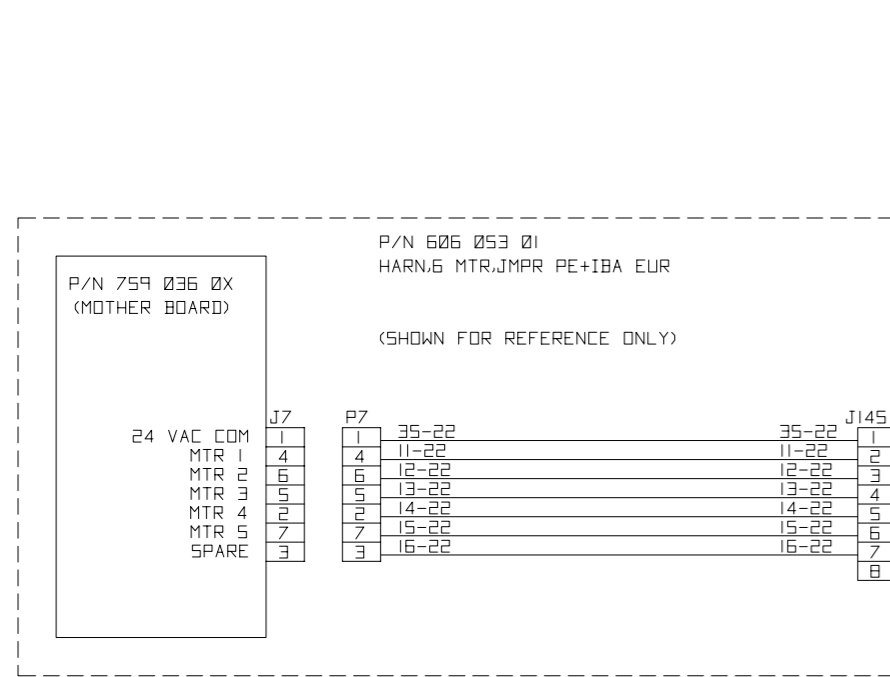 P/N 606 053 01
HARN,6 MTR,JMPR PE+IBA EUR
P/N 759 036 0X
(MOTHER BOARD)
(SHOWN FOR REFERENCE ONLY)
J7 P7 J145
24 VAC COM 1 1 35-22 35-22 1
MTR 1 4 4 11-22 11-22 2
MTR 2 6 6 12-22 12-22 3
MTR 3 5 5 13-22 13-22 4
MTR 4 2 2 14-22 14-22 5
MTR 5 7 7 15-22 15-22 6
SPARE 3 3 16-22 16-22 7
8